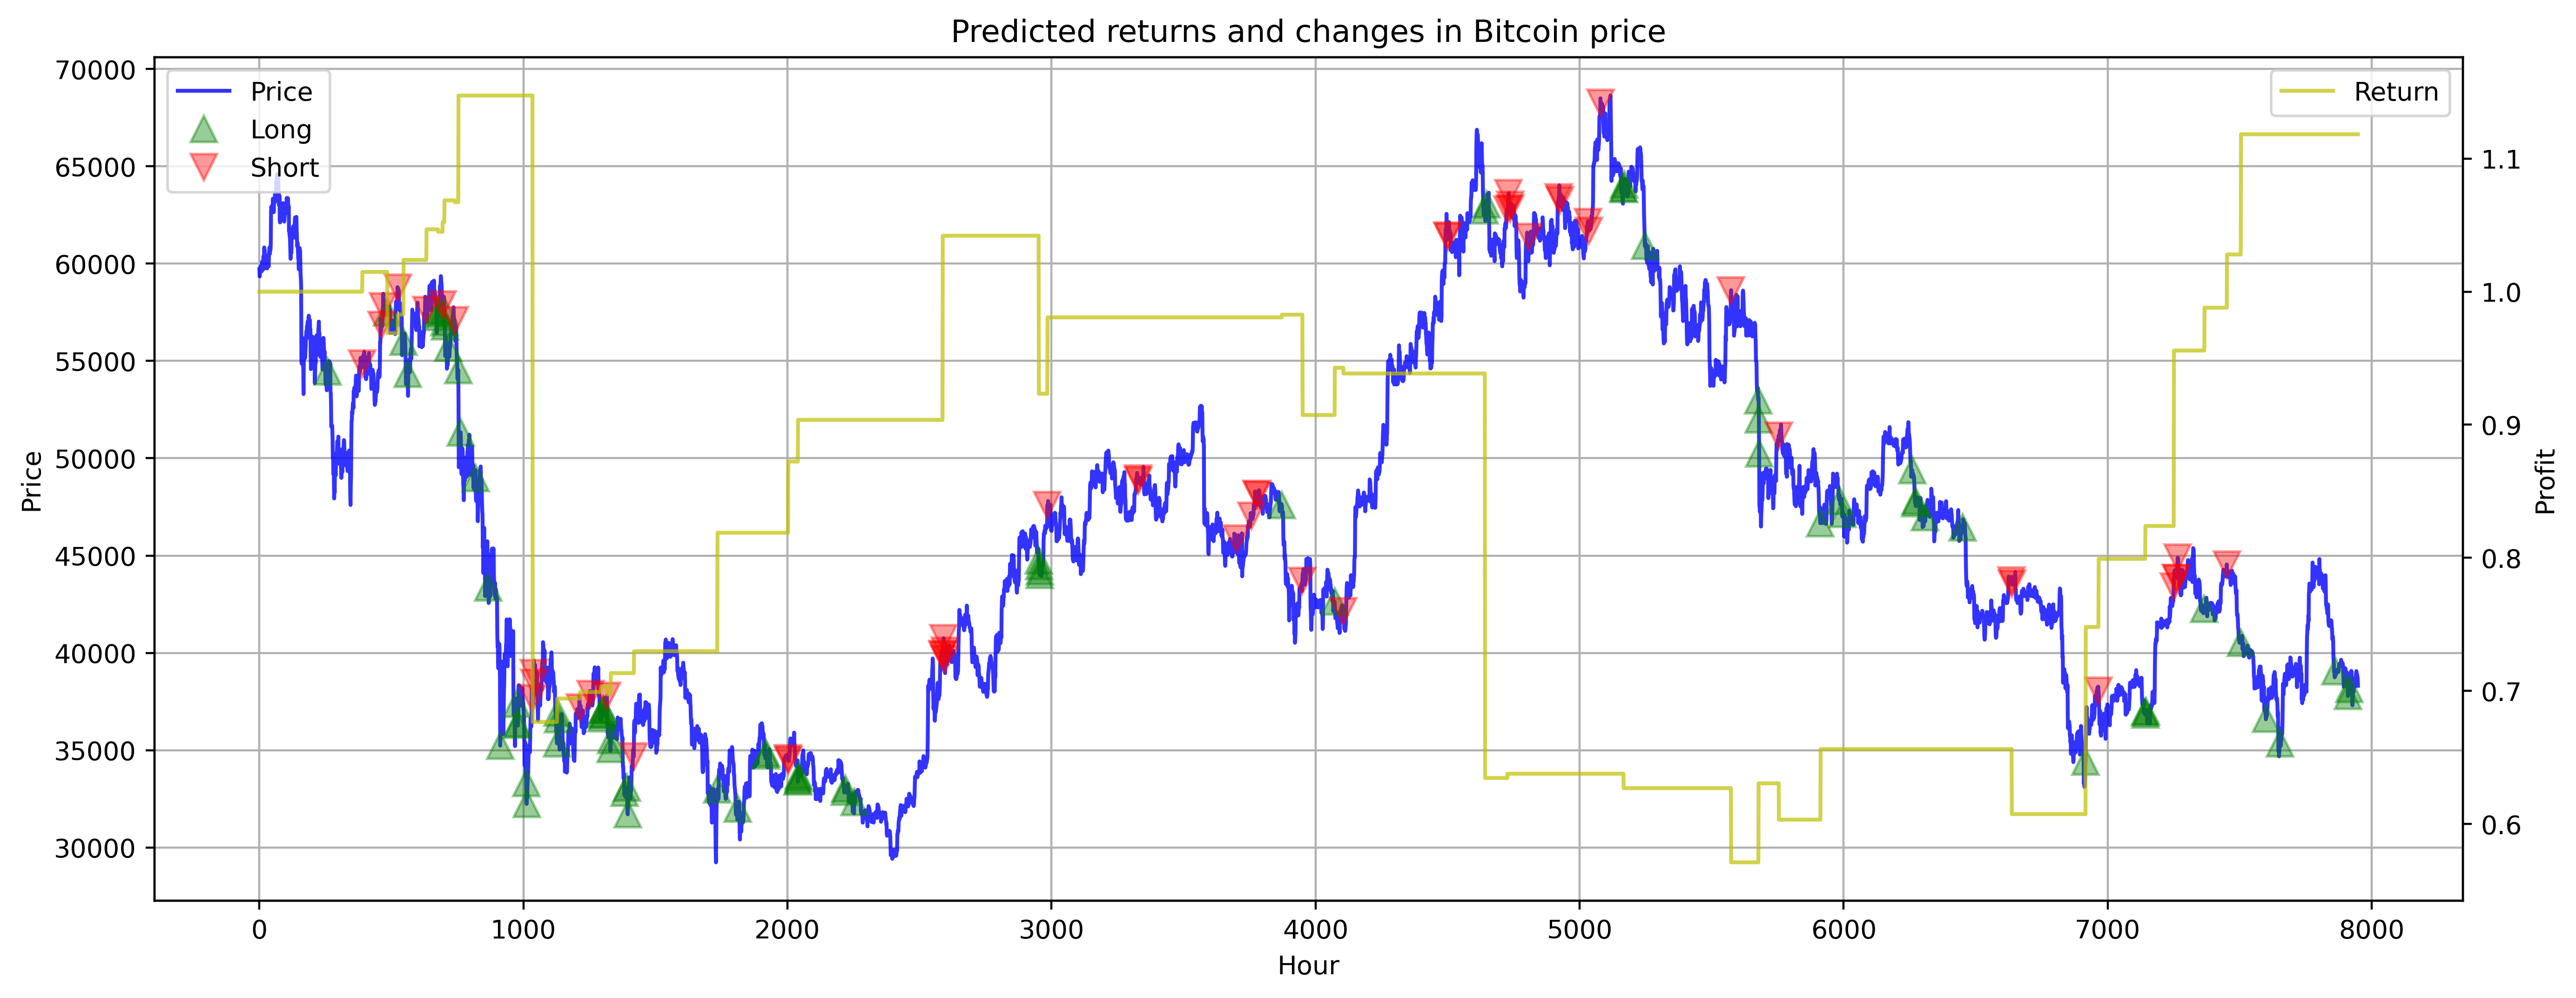 Predicted returns and changes in Bitcoin price
Price
Long
Short
Return
70000
65000
60000
55000
50000
45000
40000
35000
30000
Price
1.1
1.0
0.9
0.8
0.7
0.6
Profit
0 1000 2000 3000 4000 5000 6000 7000 8000
Hour